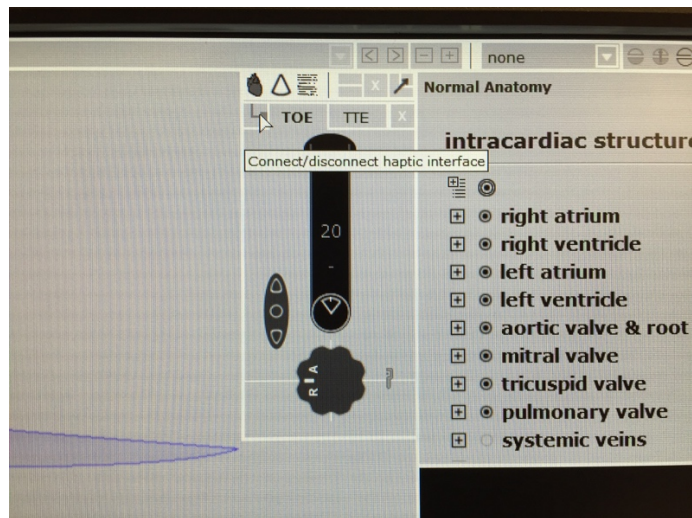 none
Normal Anatomy
TOE TTE X
Connect/disconnect haptic interface
intracardiac structure
20
-
R A
right atrium
right ventricle
left atrium
left ventricle
aortic valve & root
mitral valve
tricuspid valve
pulmonary valve
systemic veins